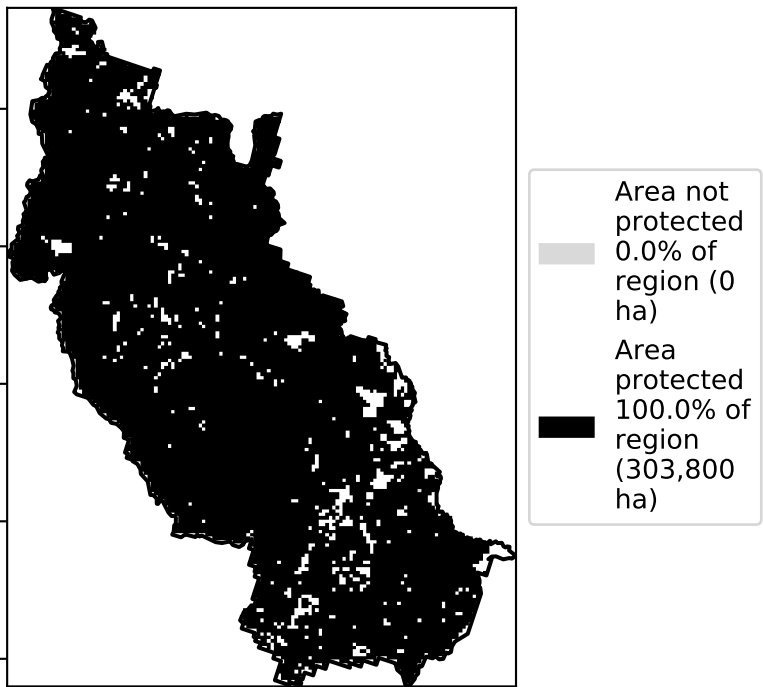 Area not
protected
0.0% of
region (0
ha)
Area
protected
100.0% of
region
(303,800
ha)